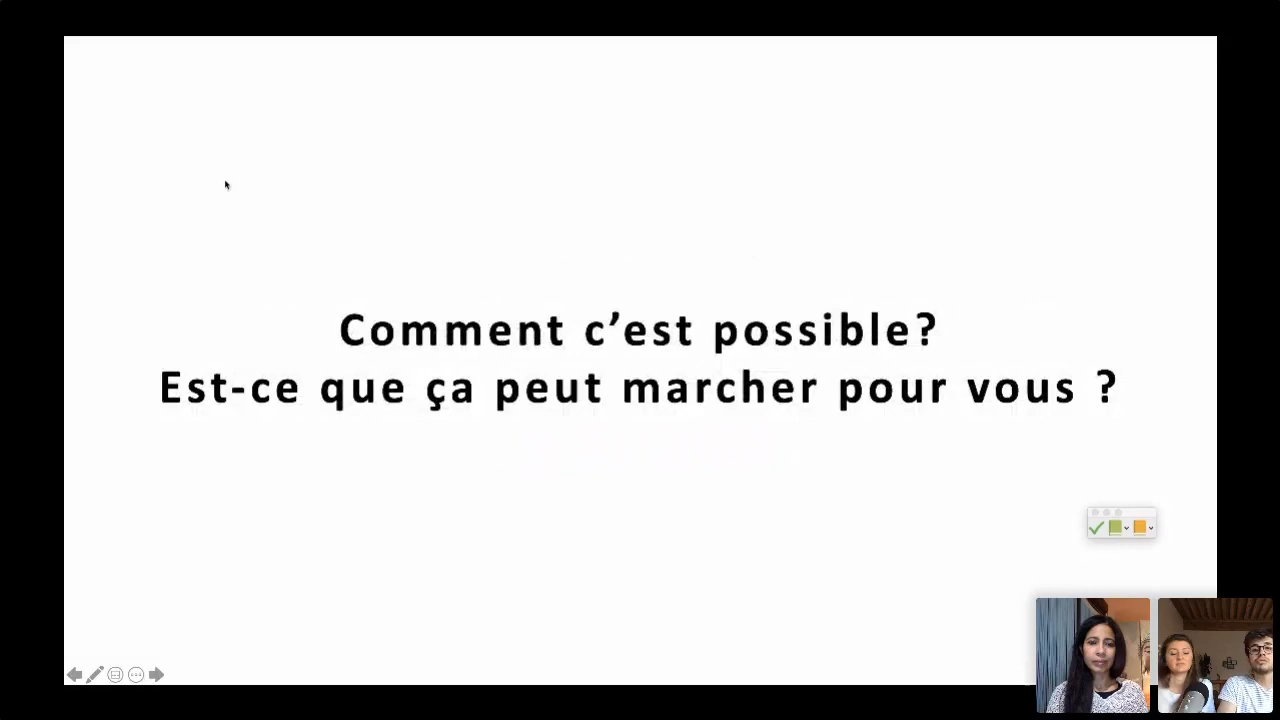 Comment c’est possible?
Est-ce que ça peut marcher pour vous ?